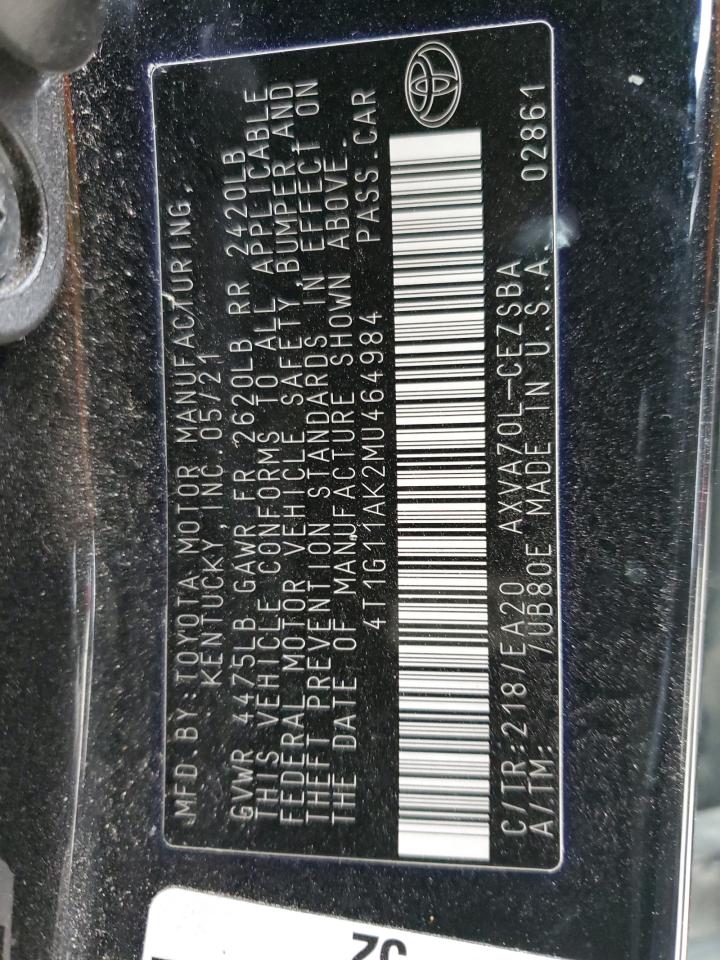 MFD BY: TOYOTA MOTOR MANUFACTURING,
KENTUCKY, INC. 05/21
GVWR 4475LB GAWR FR 2620LB RR 2420LB
THIS VEHICLE CONFORMS TO ALL APPLICABLE
FEDERAL MOTOR VEHICLE SAFETY, BUMPER, AND
THEFT PREVENTION STANDARDS IN EFFECT ON
THE DATE OF MANUFACTURE SHOWN ABOVE.
4T1G11AK2MU464984 PASS.CAR
C/TR:218/EA20 AXVA70L-CEZSBA 02861
A/TM: /UB80E MADE IN U.S.A.